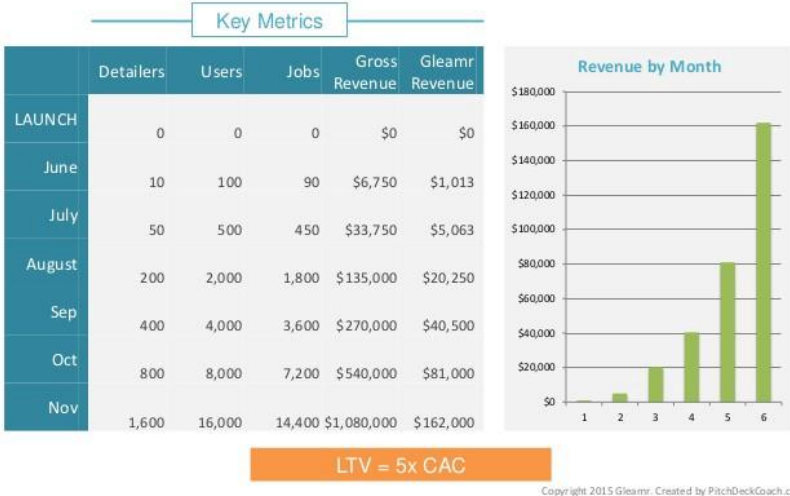 Key Metrics
Detailers Users Jobs Gross Revenue Gleamr Revenue
LAUNCH 0 0 0 $0 $0
June 10 100 90 $6,750 $1,013
July 50 500 450 $33,750 $5,063
August 200 2,000 1,800 $135,000 $20,250
Sep 400 4,000 3,600 $270,000 $40,500
Oct 800 8,000 7,200 $540,000 $81,000
Nov 1,600 16,000 14,400 $1,080,000 $162,000
Revenue by Month
$180,000
$160,000
$140,000
$120,000
$100,000
$80,000
$60,000
$40,000
$20,000
$0
1 2 3 4 5 6
LTV = 5x CAC
Copyright 2015 Gleamr. Created by PitchDeckCoach.c